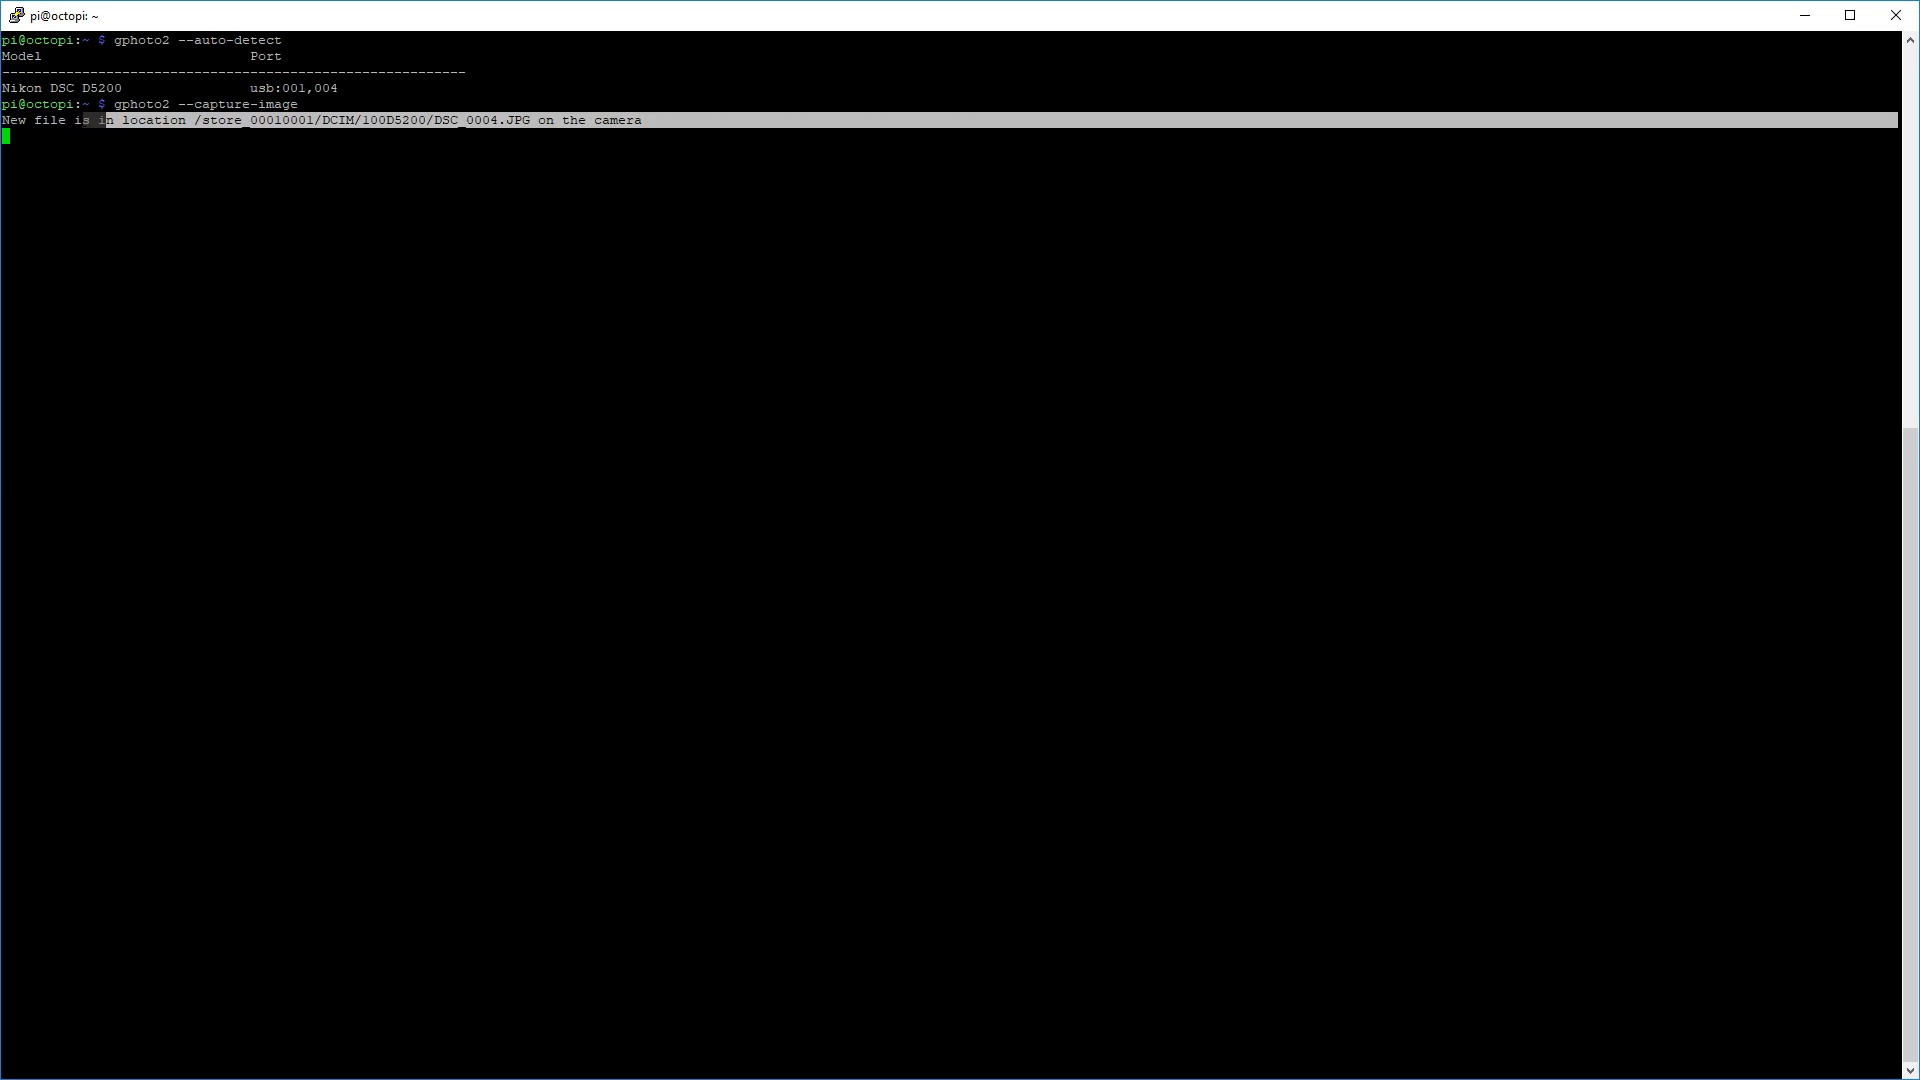 pi@octopi: ~
pi@octopi:~ $ gphoto2 --auto-detect
Model                          Port
----------------------------------------------------------
Nikon DSC D5200                usb:001,004
pi@octopi:~ $ gphoto2 --capture-image
New file is in location /store_00010001/DCIM/100D5200/DSC_0004.JPG on the camera